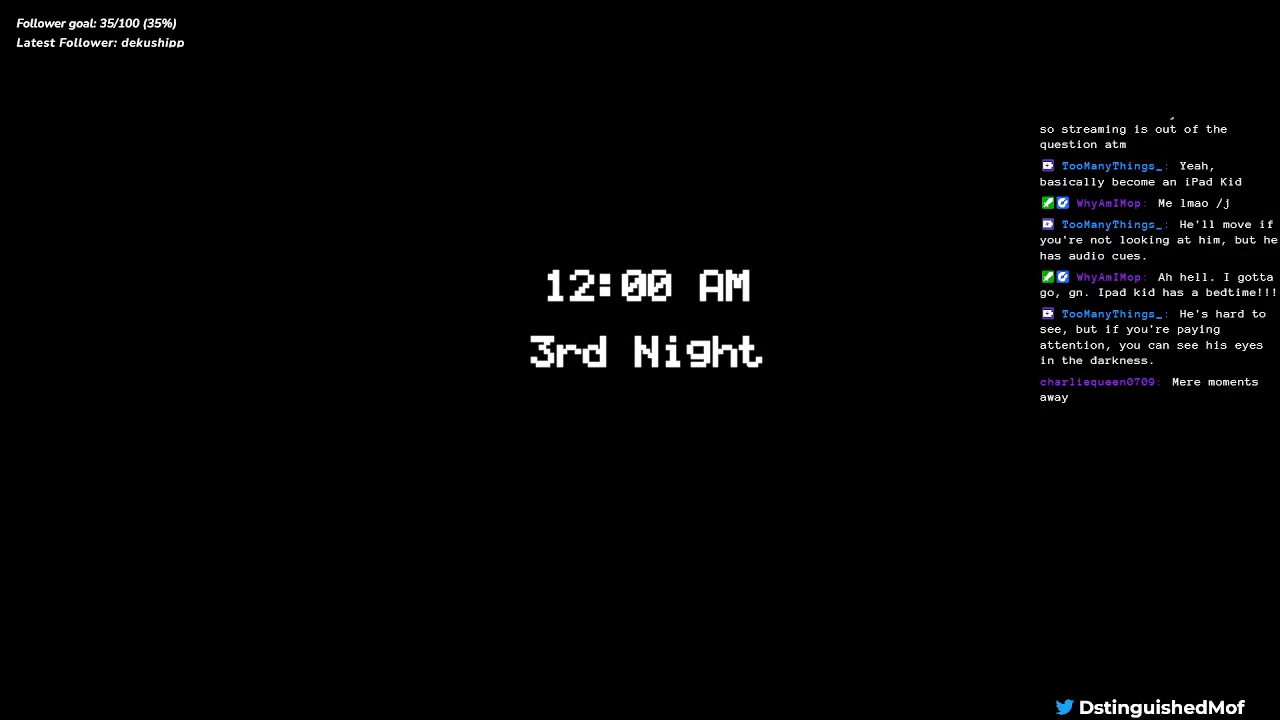 Follower goal: 35/100 (35%)
Latest Follower: dekushipp
12:00 AM
3rd Night
so streaming is out of the
question atm
TooManyThings_: Yeah,
basically become an iPad Kid
WhyAmIMop: Me lmao /j
TooManyThings_: He'll move if
you're not looking at him, but he
has audio cues.
WhyAmIMop: Ah hell. I gotta
go, gn. Ipad kid has a bedtime!!!
TooManyThings_: He's hard to
see, but if you're paying
attention, you can see his eyes
in the darkness.
charliequeen0709: Mere moments
away
DstinguishedMof